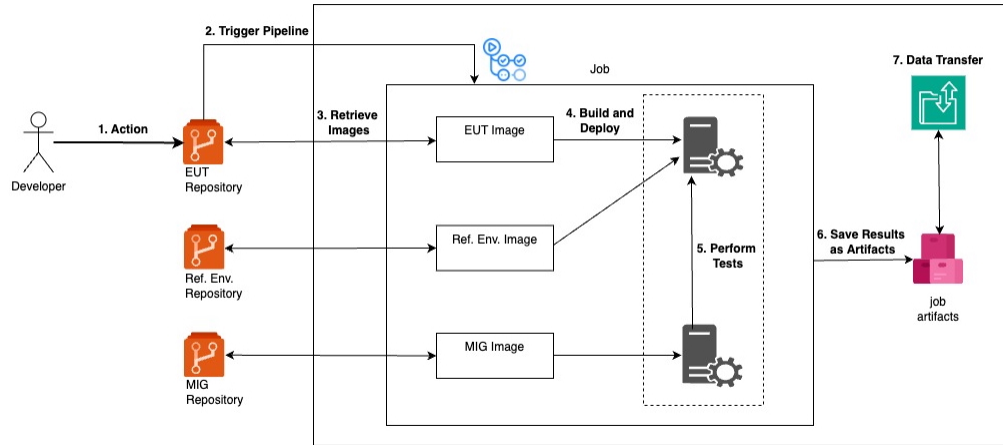 2. Trigger Pipeline
Job
7. Data Transfer
1. Action
3. Retrieve
Images
EUT Image
4. Build and
Deploy
Developer
EUT
Repository
Ref. Env. Image
5. Perform
Tests
6. Save Results
as Artifacts
Ref. Env.
Repository
job
artifacts
MIG Image
MIG
Repository